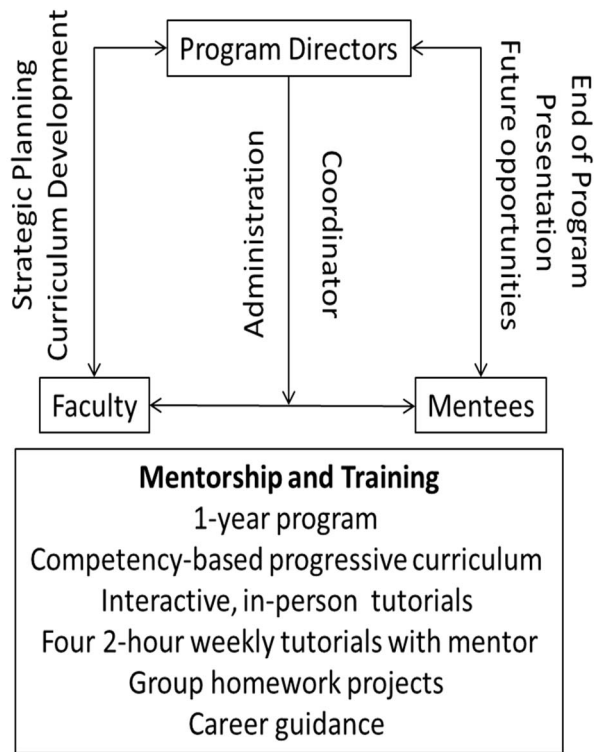 Program Directors
Strategic Planning
Curriculum Development
Administration
Coordinator
End of Program
Presentation
Future opportunities
Faculty
Mentees
Mentorship and Training
1-year program
Competency-based progressive curriculum
Interactive, in-person tutorials
Four 2-hour weekly tutorials with mentor
Group homework projects
Career guidance